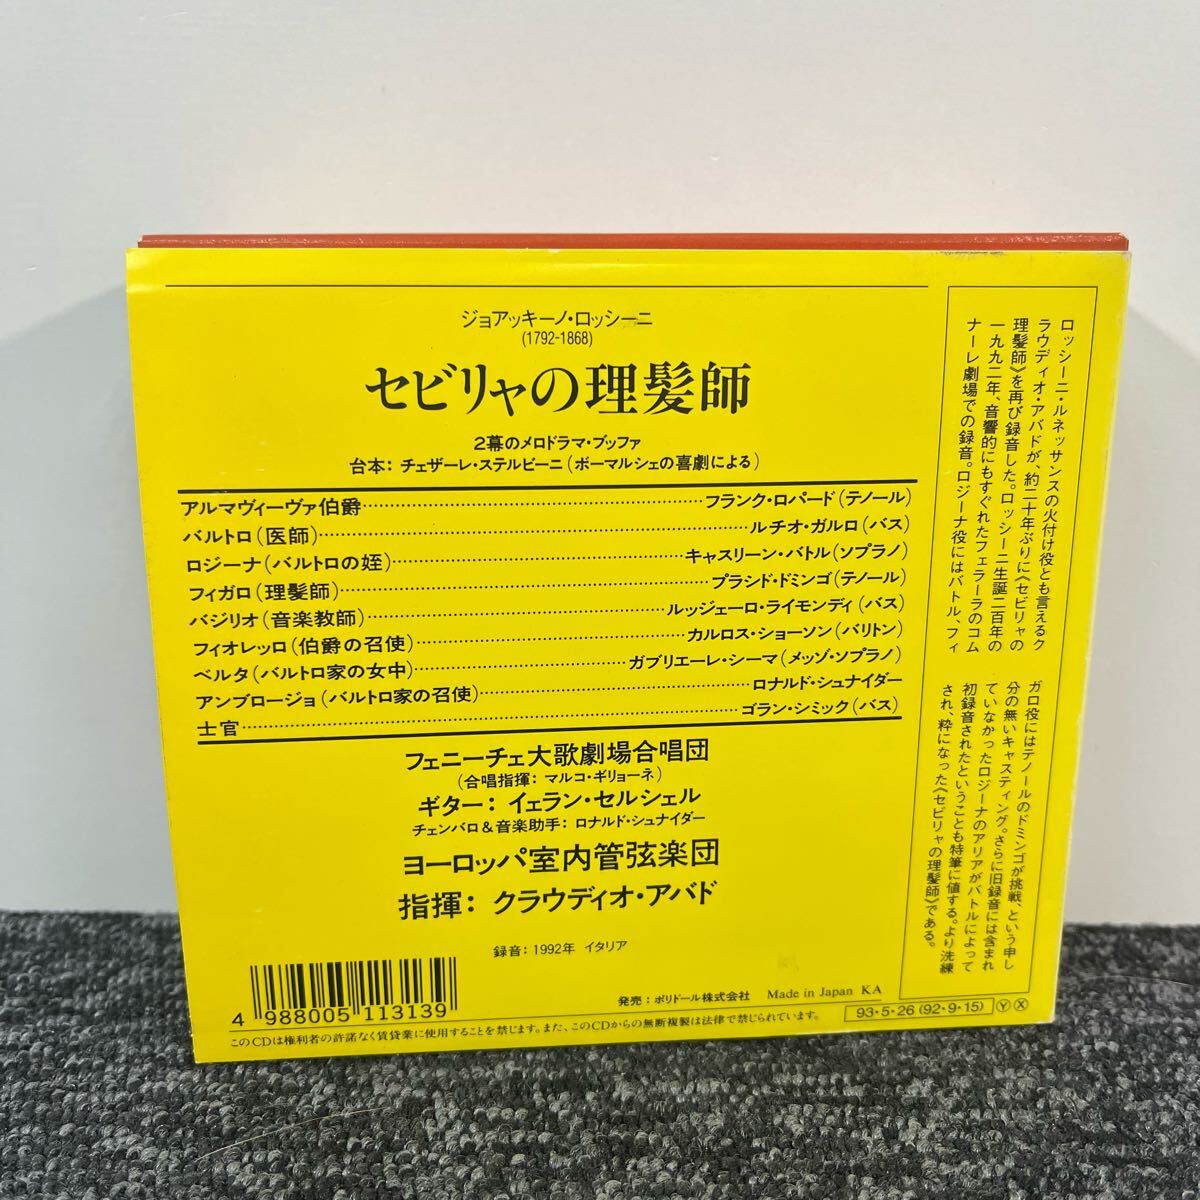 ジョアッキーノ・ロッシーニ
(1792-1868)
セビリャの理髪師
2幕のメロドラマ・ブッファ
台本: チェザーレ・ステルビーニ(ボーマルシェの喜劇による)
アルマヴィーヴァ伯爵……フランク・ロパード(テノール)
バルトロ(医師)……ルチオ・ガルロ(バス)
ロジーナ(バルトロの姪)……キャスリーン・バトル(ソプラノ)
フィガロ(理髪師)……プラシド・ドミンゴ(テノール)
バジリオ(音楽教師)……ルッジェーロ・ライモンディ(バス)
フィオレッロ(伯爵の召使)……カルロス・ショーソン(バリトン)
ベルタ(バルトロ家の女中)……ガブリエーレ・シーマ(メッゾ・ソプラノ)
アンブロージョ(バルトロ家の召使)……ロナルド・シュナイダー
士官……ゴラン・シミック(バス)
フェニーチェ大歌劇場合唱団
(合唱指揮: マルコ・ギリョーネ)
ギター: イェラン・セルシェル
チェンバロ&音楽助手: ロナルド・シュナイダー
ヨーロッパ室内管弦楽団
指揮: クラウディオ・アバド
録音: 1992年 イタリア
4 988005 113139
発売: ポリドール株式会社 Made in Japan KA
このCDは権利者の許諾なく賃貸業に使用することを禁じます。また、このCDからの無断複製は法律で禁じられています。
93・5・26(92・9・15) Ⓨ Ⓧ
ロッシーニ・ルネッサンスの火付け役とも言えるク
ラウディオ・アバドが、約二十年ぶりに《セビリャの
理髪師》を再び録音した。ロッシーニ生誕二百年の
一九九二年、音響的にもすぐれたフェラーラのコム
ナーレ劇場での録音。ロジーナ役にはバトル、フィ
ガロ役にはテノールのドミンゴが挑戦、という申し
分の無いキャスティング。さらに旧録音には含まれ
ていなかったロジーナのアリアがバトルによって
初録音されたということも特筆に値する。より洗練
され、粋になった《セビリャの理髪師》である。